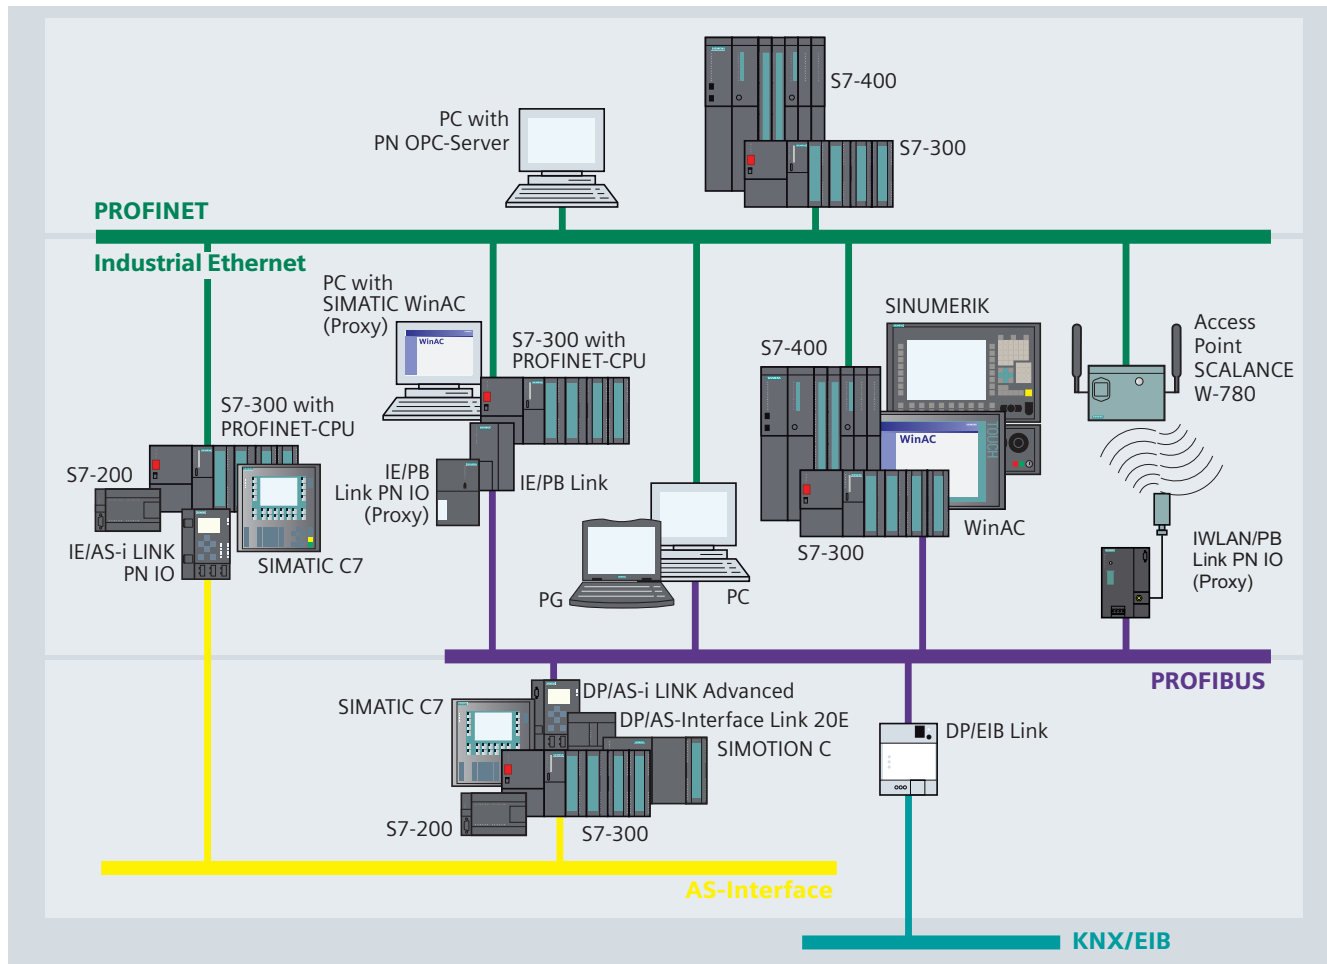 S7-400
PC with
PN OPC-Server
S7-300
PROFINET
Industrial Ethernet
PC with
SIMATIC WinAC
(Proxy)
WinAC
S7-300 with
PROFINET-CPU
SINUMERIK
S7-400
Access
Point
SCALANCE
W-780
S7-300 with
PROFINET-CPU
S7-200
IE/PB
Link PN IO
(Proxy)
IE/PB Link
WinAC
TOUCH
WinAC
S7-300
IE/AS-i LINK
PN IO
SIMATIC C7
PG
PC
IWLAN/PB
Link PN IO
(Proxy)
PROFIBUS
SIMATIC C7
DP/AS-i LINK Advanced
DP/AS-Interface Link 20E
SIMOTION C
DP/EIB Link
S7-200
S7-300
AS-Interface
KNX/EIB